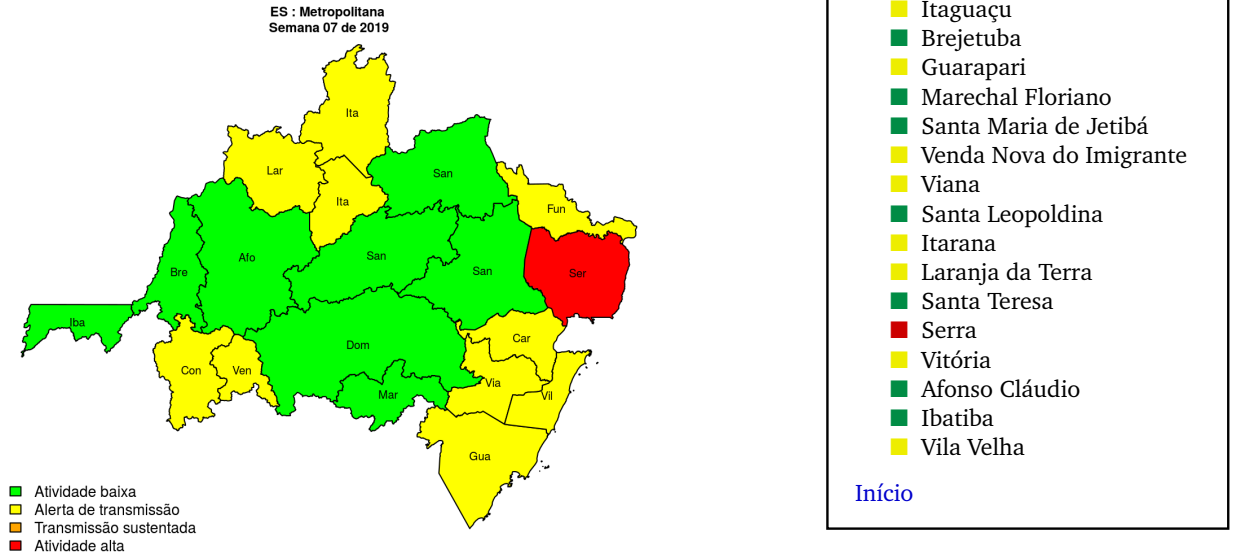 ES : Metropolitana
Semana 07 de 2019
Ita
Lar
San
Ita
Fun
Bre
Afo
San
San
Ser
Iba
Car
Dom
Con
Ven
Via
Mar
Vil
Gua
Atividade baixa
Alerta de transmissão
Transmissão sustentada
Atividade alta
Itaguaçu
Brejetuba
Guarapari
Marechal Floriano
Santa Maria de Jetibá
Venda Nova do Imigrante
Viana
Santa Leopoldina
Itarana
Laranja da Terra
Santa Teresa
Serra
Vitória
Afonso Cláudio
Ibatiba
Vila Velha
Início